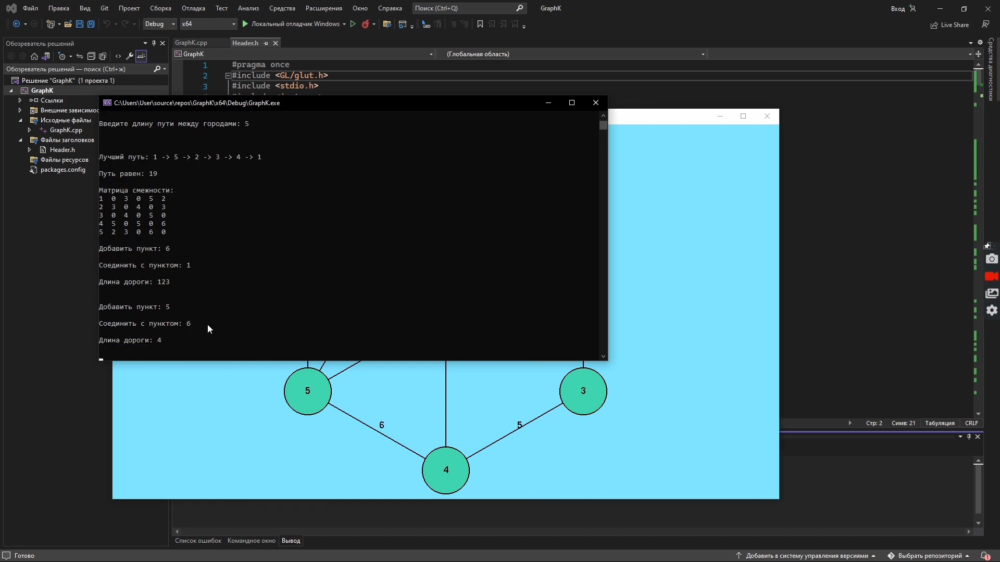 Файл Правка Вид Git Проект Сборка Отладка Тест Анализ Средства Расширения Окно Справка Поиск (Ctrl+Q) GraphK Вход
Debug x64 Локальный отладчик Windows Live Share
Обозреватель решений
Обозреватель решений — поиск (Ctrl+ж)
Решение "GraphK" (1 проекта 1)
GraphK
Ссылки
Внешние зависимос
Исходные файлы
GraphK.cpp
Файлы заголовков
Header.h
Файлы ресурсов
packages.config
GraphK.cpp Header.h
GraphK (Глобальная область)
1 #pragma once
2 #include <GL/glut.h>
3 #include <stdio.h>
Средства диагностики
C:\Users\User\source\repos\GraphK\x64\Debug\GraphK.exe
Введите длину пути между городами: 5
Лучший путь: 1 -> 5 -> 2 -> 3 -> 4 -> 1
Путь равен: 19
Матрица смежности:
1 0 3 0 5 2
2 3 0 4 0 3
3 0 4 0 5 0
4 5 0 5 0 6
5 2 3 0 6 0
Добавить пункт: 6
Соединить с пунктом: 1
Длина дороги: 123
Добавить пункт: 5
Соединить с пунктом: 6
Длина дороги: 4
5 3
6 5
4
Стр: 2 Симв: 21 Табуляция CRLF
Список ошибок Командное окно Вывод
Готово Добавить в систему управления версиями Выбрать репозиторий 1